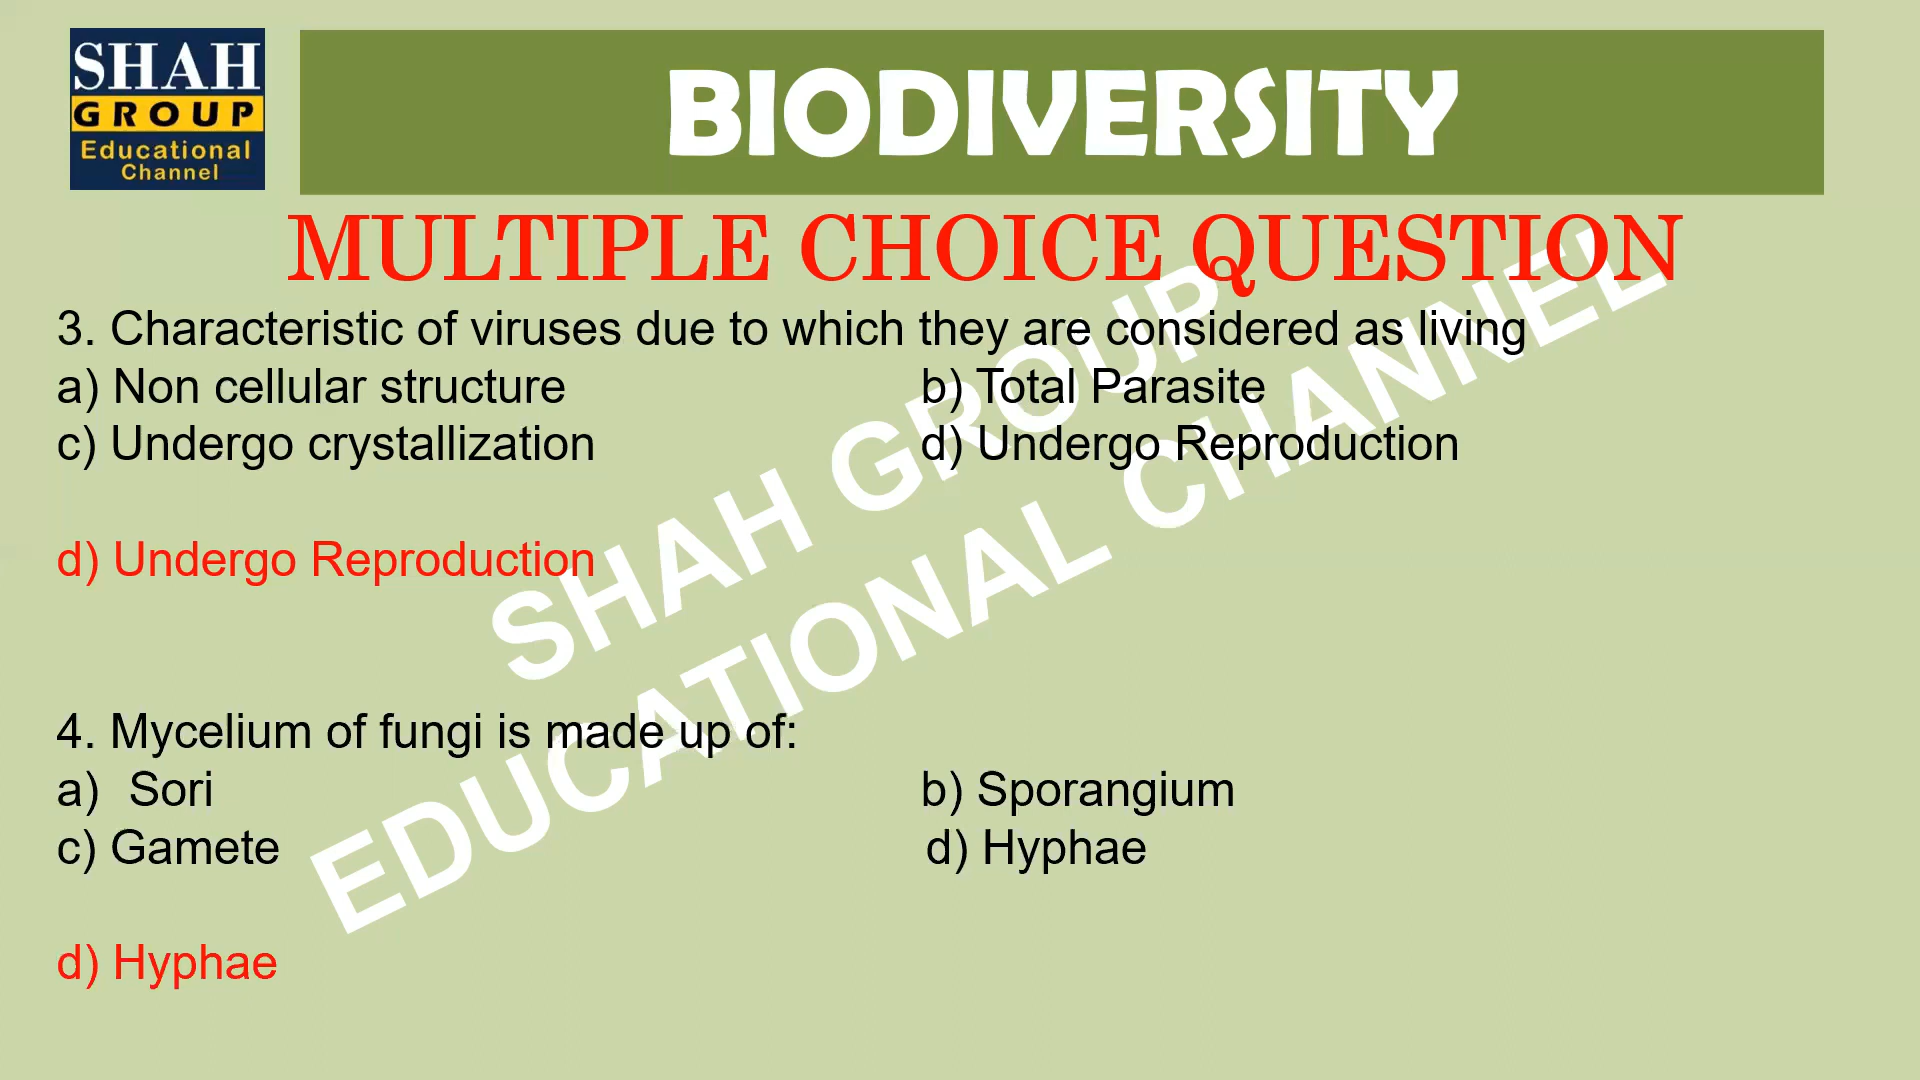 SHAH
GROUP
Educational
Channel
BIODIVERSITY
MULTIPLE CHOICE QUESTION
3. Characteristic of viruses due to which they are considered as living
a) Non cellular structure b) Total Parasite
c) Undergo crystallization d) Undergo Reproduction
d) Undergo Reproduction
4. Mycelium of fungi is made up of:
a) Sori b) Sporangium
c) Gamete d) Hyphae
d) Hyphae
SHAH GROUP
EDUCATIONAL CHANNEL